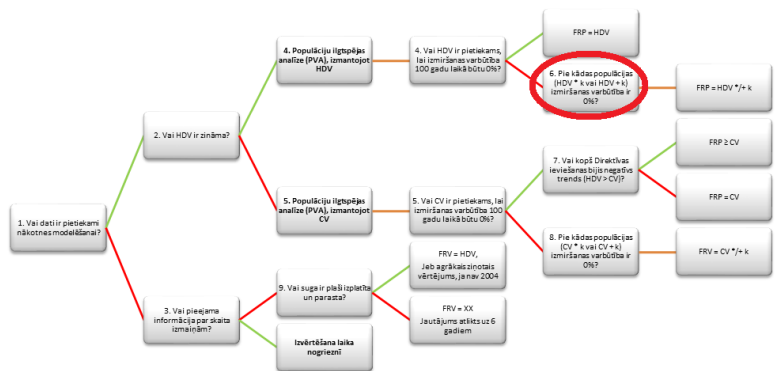 1. Vai dati ir pietiekami
nākotnes modelēšanai?
2. Vai HDV ir zināma?
3. Vai pieejama
informācija par skaita
izmaiņām?
4. Populāciju ilgtspējas
analīze (PVA), izmantojot
HDV
5. Populāciju ilgtspējas
analīze (PVA), izmantojot
CV
9. Vai suga ir plaši izplatīta
un parasta?
Izvērtēšana laika
nogrieznī
4. Vai HDV ir pietiekams,
lai izmiršanas varbūtība
100 gadu laikā būtu 0%?
5. Vai CV ir pietiekams, lai
izmiršanas varbūtība 100
gadu laikā būtu 0%?
FRV = HDV,
Jeb agrākais ziņotais
vērtējums, ja nav 2004
FRV = XX
Jautājums atlikts uz 6
gadiem
FRP = HDV
6. Pie kādas populācijas
(HDV * k vai HDV + k)
izmiršanas varbūtība ir
0%?
7. Vai kopš Direktīvas
ieviešanas bijis negatīvs
trends (HDV > CV)?
8. Pie kādas populācijas
(CV * k vai CV + k)
izmiršanas varbūtība ir
0%?
FRP = HDV */+ k
FRP ≥ CV
FRP = CV
FRV = CV */+ k